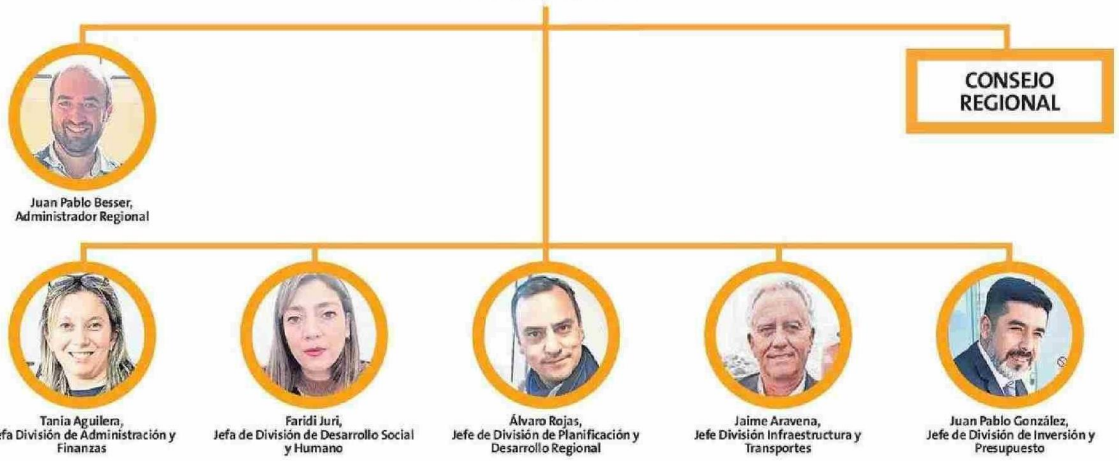 CONSEJO
REGIONAL
Juan Pablo Besser,
Administrador Regional
Tania Aguilera,
efa División de Administración y
Finanzas
Faridi Juri,
Jefa de División de Desarrollo Social
y Humano
Álvaro Rojas,
Jefe de División de Planificación y
Desarrollo Regional
Jaime Aravena,
Jefe División Infraestructura y
Transportes
Juan Pablo González,
Jefe de División de Inversión y
Presupuesto